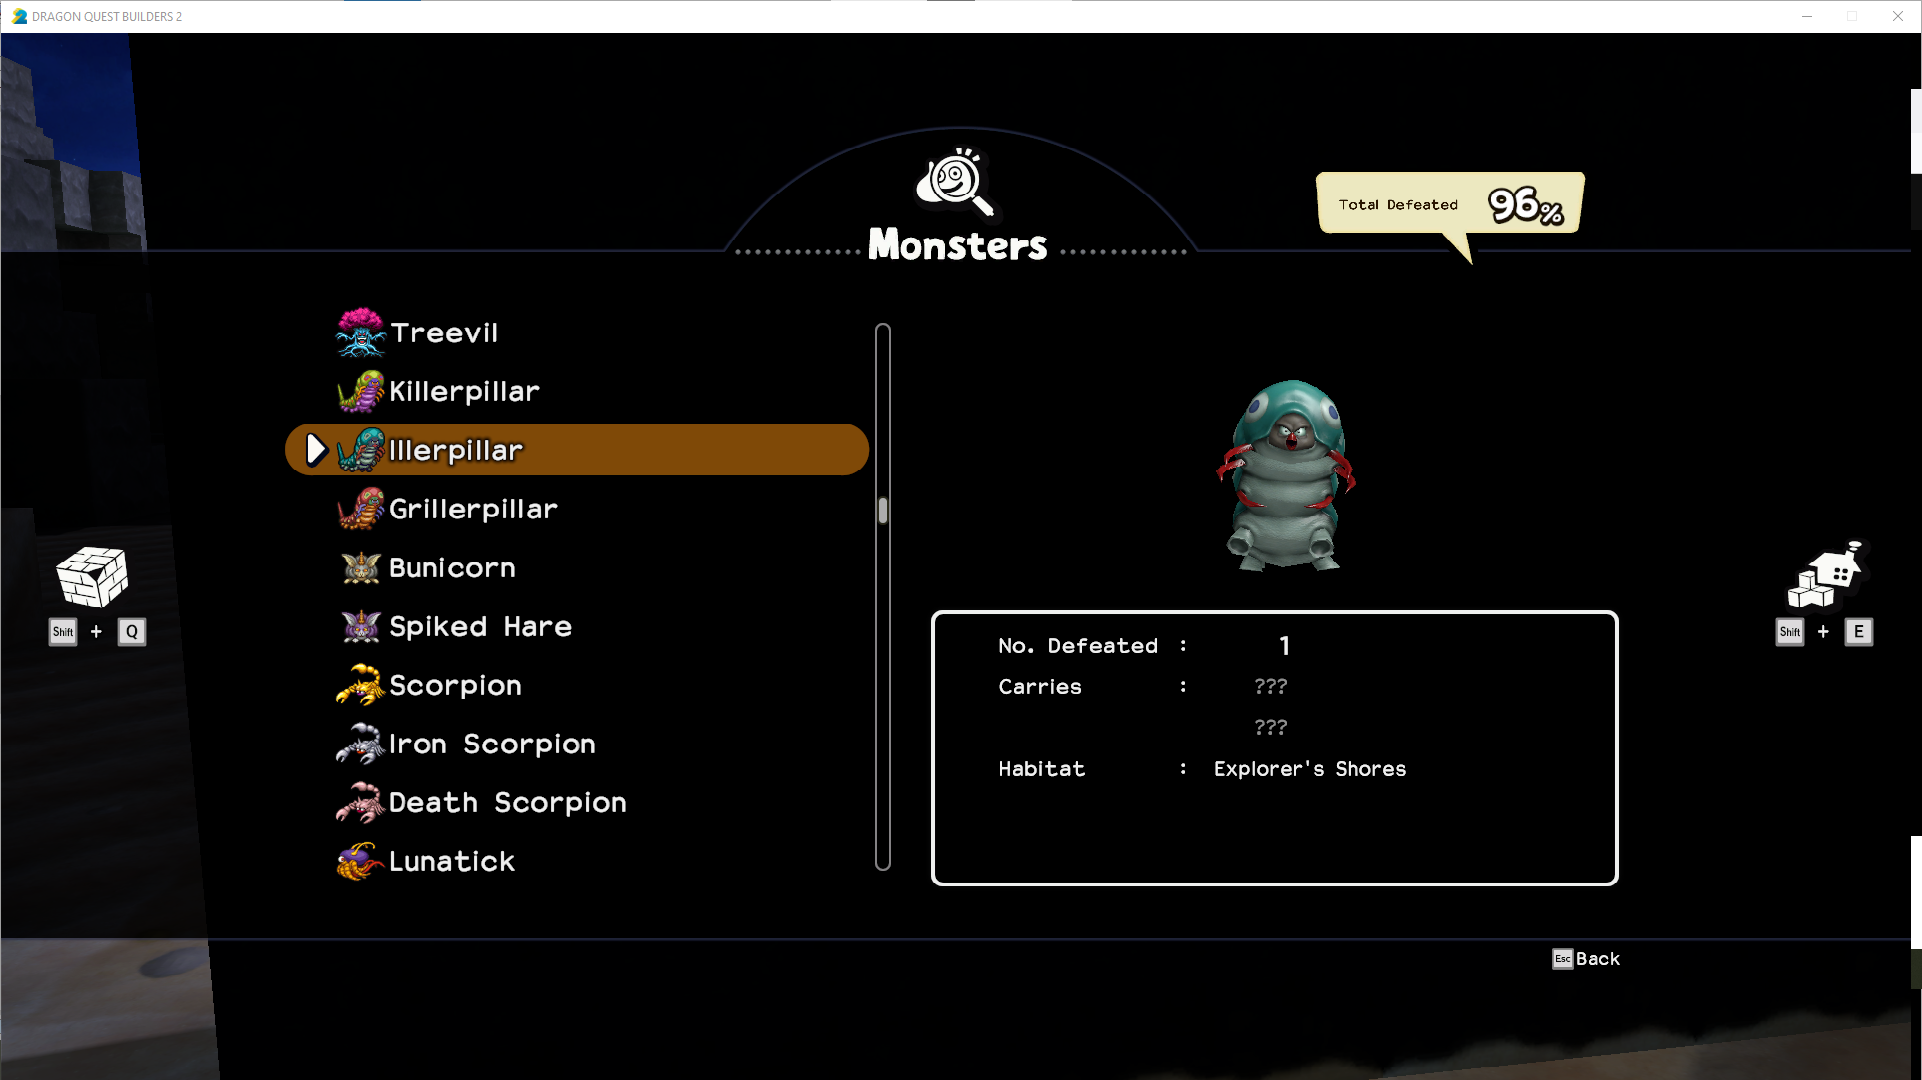 DRAGON QUEST BUILDERS 2
Total Defeated 96%
Monsters
Treevil
Killerpillar
Illerpillar
Grillerpillar
Bunicorn
Spiked Hare
Scorpion
Iron Scorpion
Death Scorpion
Lunatick
No. Defeated : 1
Carries : ???
???
Habitat : Explorer's Shores
Shift + Q
Shift + E
Esc Back